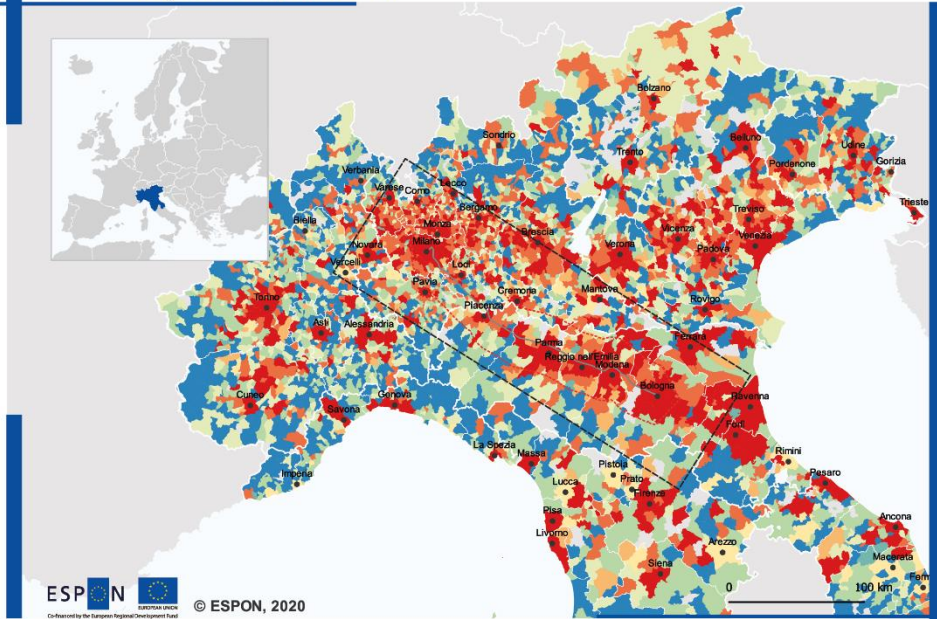 Bolzano
Sondrio
Trento
Belluno
Udine
Pordenone
Gorizia
Verbania
Varese
Como
Lecco
Trieste
Biella
Bergamo
Monza
Treviso
Novara
Milano
Brescia
Verona
Vicenza
Venezia
Padova
Vercelli
Lodi
Pavia
Cremona
Mantova
Rovigo
Torino
Piacenza
Asti
Alessandria
Parma
Ferrara
Reggio nell'Emilia
Modena
Bologna
Cuneo
Savona
Genova
Ravenna
Forlì
La Spezia
Massa
Rimini
Imperia
Pistoia
Pesaro
Lucca
Prato
Firenze
Pisa
Ancona
Livorno
Arezzo
Macerata
Siena
Ferm
0
100 km
ESPON
EUROPEAN UNION
Co-financed by the European Regional Development Fund
© ESPON, 2020